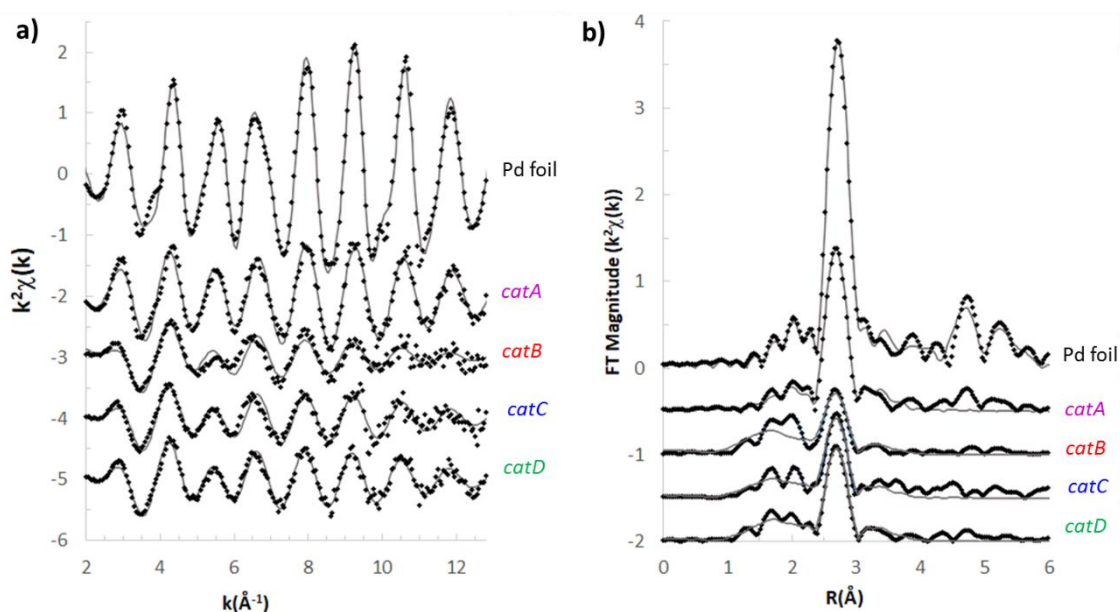 a)
2
1
0
-1
-2
-3
-4
-5
-6
k²χ(k)
2 4 6 8 10 12
k(Å⁻¹)
Pd foil
catA
catB
catC
catD
b)
4
3
2
1
0
-1
-2
FT Magnitude (k²χ(k))
0 1 2 3 4 5 6
R(Å)
Pd foil
catA
catB
catC
catD